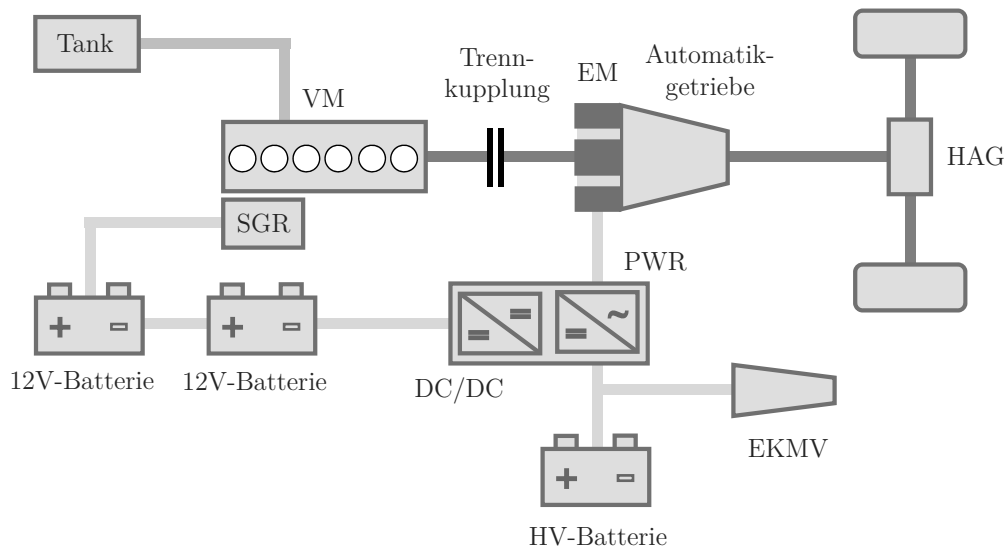 Tank
VM
Trenn-
kupplung
EM
Automatik-
getriebe
HAG
SGR
PWR
12V-Batterie
12V-Batterie
DC/DC
EKMV
HV-Batterie